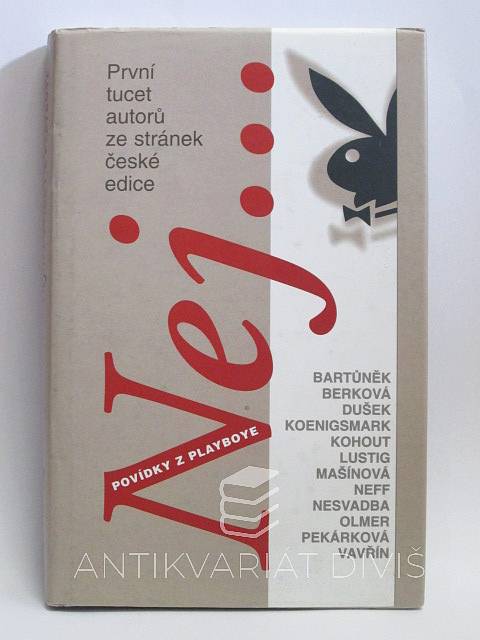 První
tucet
autorů
ze stránek
české
edice
Nej...
POVÍDKY Z PLAYBOYE
BARTŮNĚK
BERKOVÁ
DUŠEK
KOENIGSMARK
KOHOUT
LUSTIG
MAŠÍNOVÁ
NEFF
NESVADBA
OLMER
PEKÁRKOVÁ
VAVŘÍN
ANTIKVARIÁT DIVIŠ